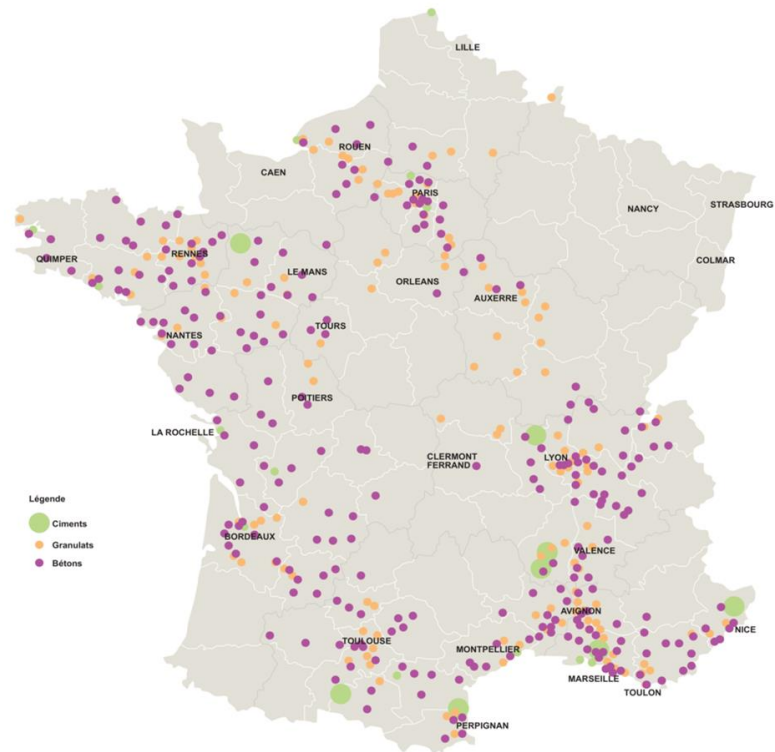 LILLE
ROUEN
CAEN
PARIS
NANCY
STRASBOURG
COLMAR
QUIMPER
RENNES
LE MANS
ORLEANS
AUXERRE
NANTES
TOURS
POITIERS
LA ROCHELLE
CLERMONT
FERRAND
LYON
Légende
Ciments
Granulats
Bétons
BORDEAUX
VALENCE
AVIGNON
NICE
TOULOUSE
MONTPELLIER
MARSEILLE
TOULON
PERPIGNAN